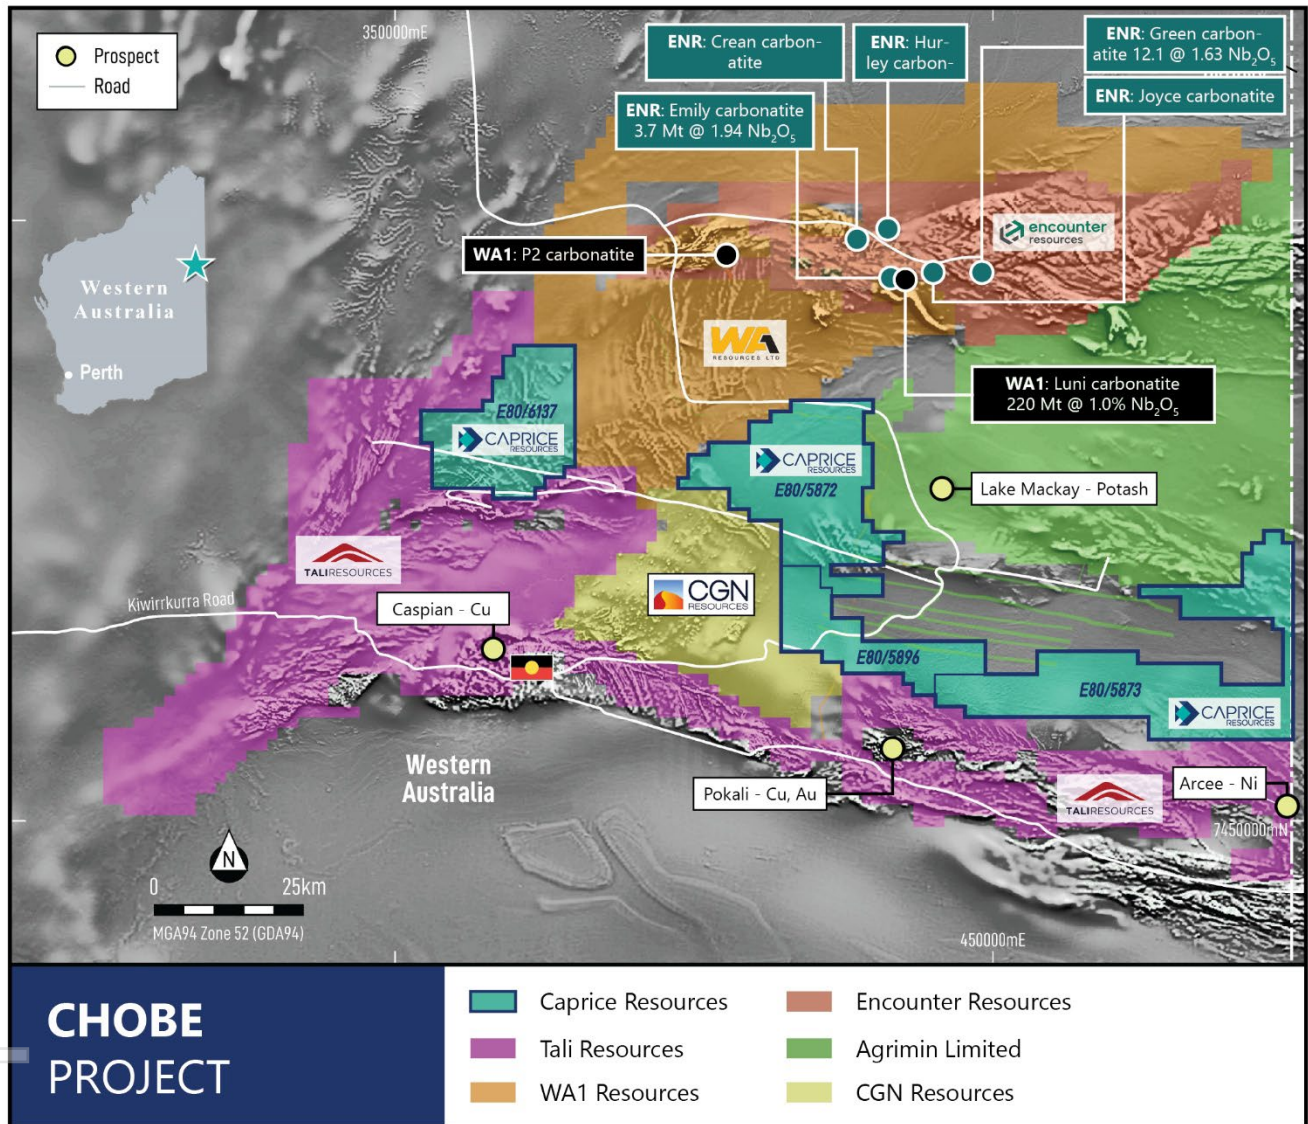 350000mE
Prospect
Road
ENR: Crean carbon-
atite
ENR: Hur-
ley carbon-
ENR: Green carbon-
atite 12.1 @ 1.63 Nb₂O₅
ENR: Joyce carbonatite
ENR: Emily carbonatite
3.7 Mt @ 1.94 Nb₂O₅
WA1: P2 carbonatite
encounter
resources
Western
Australia
Perth
WA
RESOURCES LTD
WA1: Luni carbonatite
220 Mt @ 1.0% Nb₂O₅
E80/6137
CAPRICE
RESOURCES
CAPRICE
RESOURCES
E80/5872
Lake Mackay - Potash
TALIRESOURCES
CGN
RESOURCES
Kiwirrkurra Road
Caspian - Cu
E80/5896
E80/5873
CAPRICE
RESOURCES
Western
Australia
Pokali - Cu, Au
TALIRESOURCES
Arcee - Ni
7450000mN
N
0 25km
MGA94 Zone 52 (GDA94)
450000mE
CHOBE
PROJECT
Caprice Resources
Tali Resources
WA1 Resources
Encounter Resources
Agrimin Limited
CGN Resources